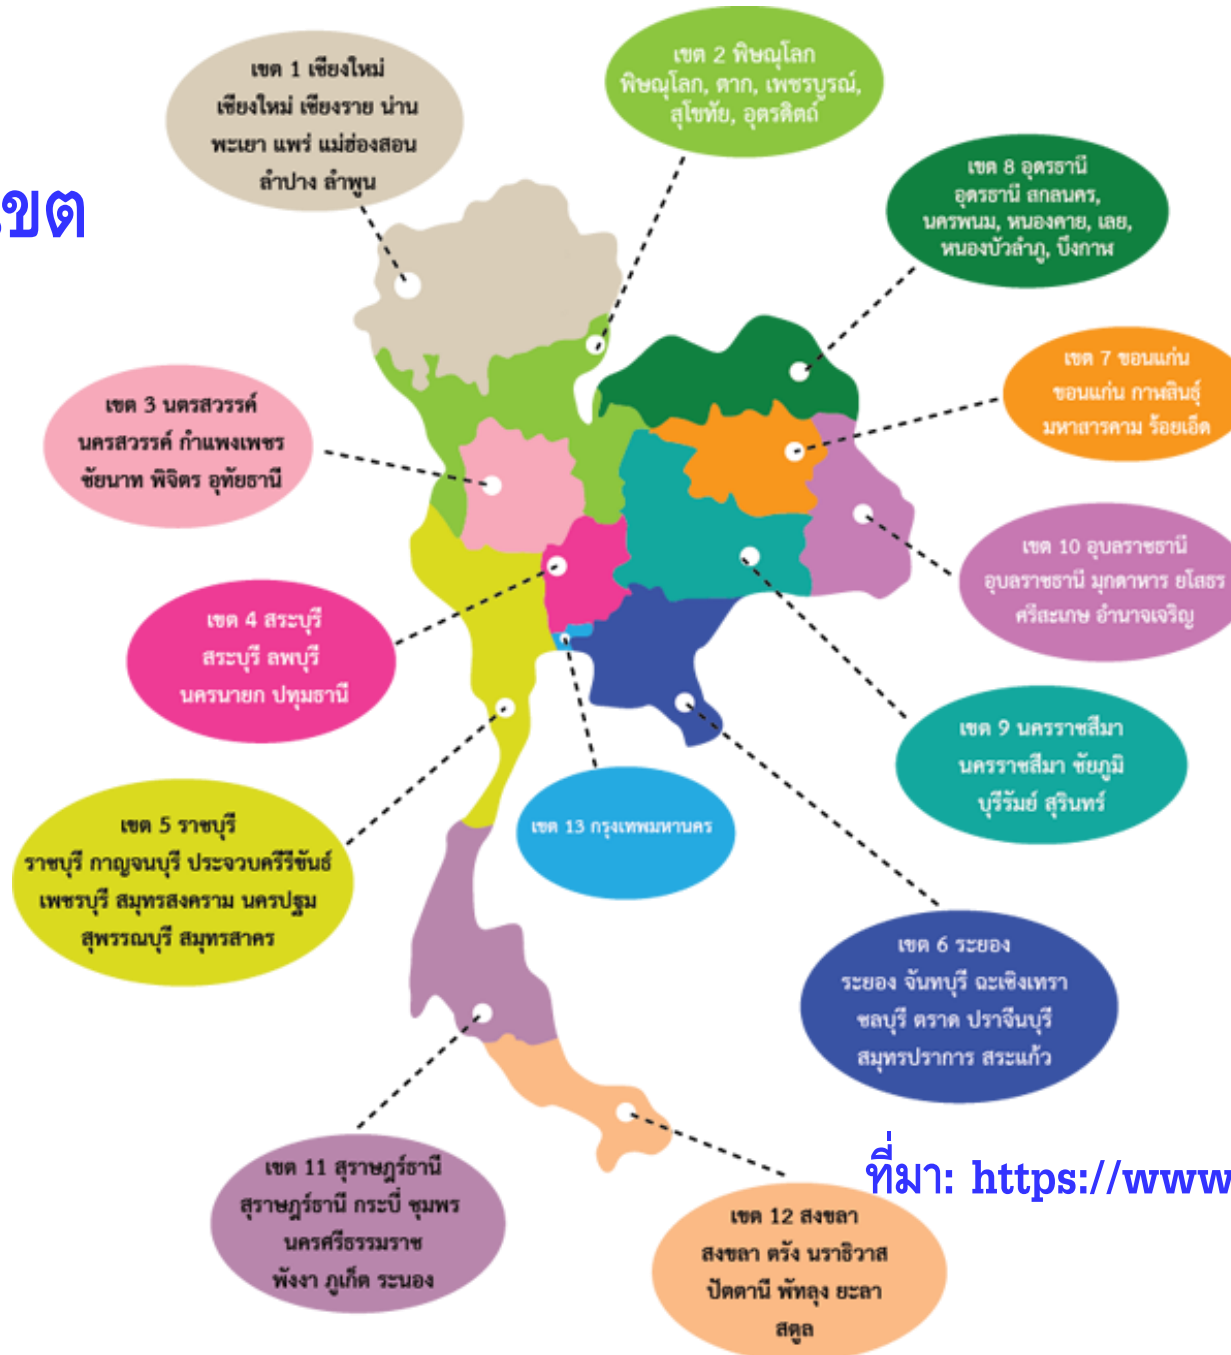 เขต 1 เชียงใหม่
เชียงใหม่ เชียงราย น่าน
พะเยา แพร่ แม่ฮ่องสอน
ลำปาง ลำพูน
เขต 2 พิษณุโลก
พิษณุโลก, ตาก, เพชรบูรณ์,
สุโขทัย, อุตรดิตถ์
เขต
เขต 8 อุดรธานี
อุดรธานี สกลนคร,
นครพนม, หนองคาย, เลย,
หนองบัวลำภู, บึงกาฬ
เขต 7 ขอนแก่น
ขอนแก่น กาฬสินธุ์
มหาสารคาม ร้อยเอ็ด
เขต 3 นตรสวรรค์
นครสวรรค์ กำแพงเพชร
ชัยนาท พิจิตร อุทัยธานี
เขต 10 อุบลราชธานี
อุบลราชธานี มุกดาหาร ยโสธร
ศรีสะเกษ อำนาจเจริญ
เขต 4 สระบุรี
สระบุรี ลพบุรี
นครนายก ปทุมธานี
เขต 9 นครราชสีมา
นครราชสีมา ชัยภูมิ
บุรีรัมย์ สุรินทร์
เขต 5 ราชบุรี
ราชบุรี กาญจนบุรี ประจวบครีรีขันธ์
เพชรบุรี สมุทรสงคราม นครปฐม
สุพรรณบุรี สมุทรสาคร
เขต 13 กรุงเทพมหานคร
เขต 6 ระยอง
ระยอง จันทบุรี ฉะเชิงเทรา
ชลบุรี ตราด ปราจีนบุรี
สมุทรปราการ สระแก้ว
เขต 11 สุราษฎร์ธานี
สุราษฎร์ธานี กระบี่ ชุมพร
นครศรีธรรมราช
พังงา ภูเก็ต ระนอง
ที่มา: https://www
เขต 12 สงขลา
สงขลา ตรัง นราธิวาส
ปัตตานี พัทลุง ยะลา
สตูล